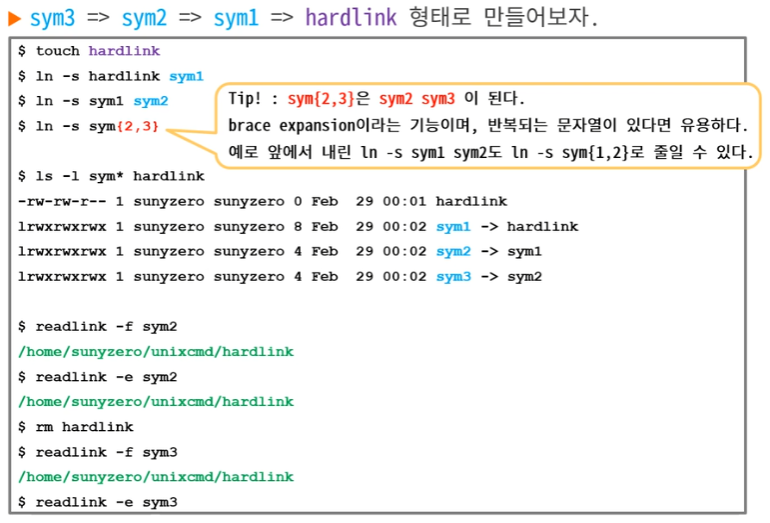 ▶ sym3 => sym2 => sym1 => hardlink 형태로 만들어보자.
$ touch hardlink
$ ln -s hardlink sym1
$ ln -s sym1 sym2
$ ln -s sym{2,3}
Tip! : sym{2,3}은 sym2 sym3 이 된다.
brace expansion이라는 기능이며, 반복되는 문자열이 있다면 유용하다.
예로 앞에서 내린 ln -s sym1 sym2도 ln -s sym{1,2}로 줄일 수 있다.
$ ls -l sym* hardlink
-rw-rw-r-- 1 sunyzero sunyzero 0 Feb  29 00:01 hardlink
lrwxrwxrwx 1 sunyzero sunyzero 8 Feb  29 00:02 sym1 -> hardlink
lrwxrwxrwx 1 sunyzero sunyzero 4 Feb  29 00:02 sym2 -> sym1
lrwxrwxrwx 1 sunyzero sunyzero 4 Feb  29 00:02 sym3 -> sym2
$ readlink -f sym2
/home/sunyzero/unixcmd/hardlink
$ readlink -e sym2
/home/sunyzero/unixcmd/hardlink
$ rm hardlink
$ readlink -f sym3
/home/sunyzero/unixcmd/hardlink
$ readlink -e sym3